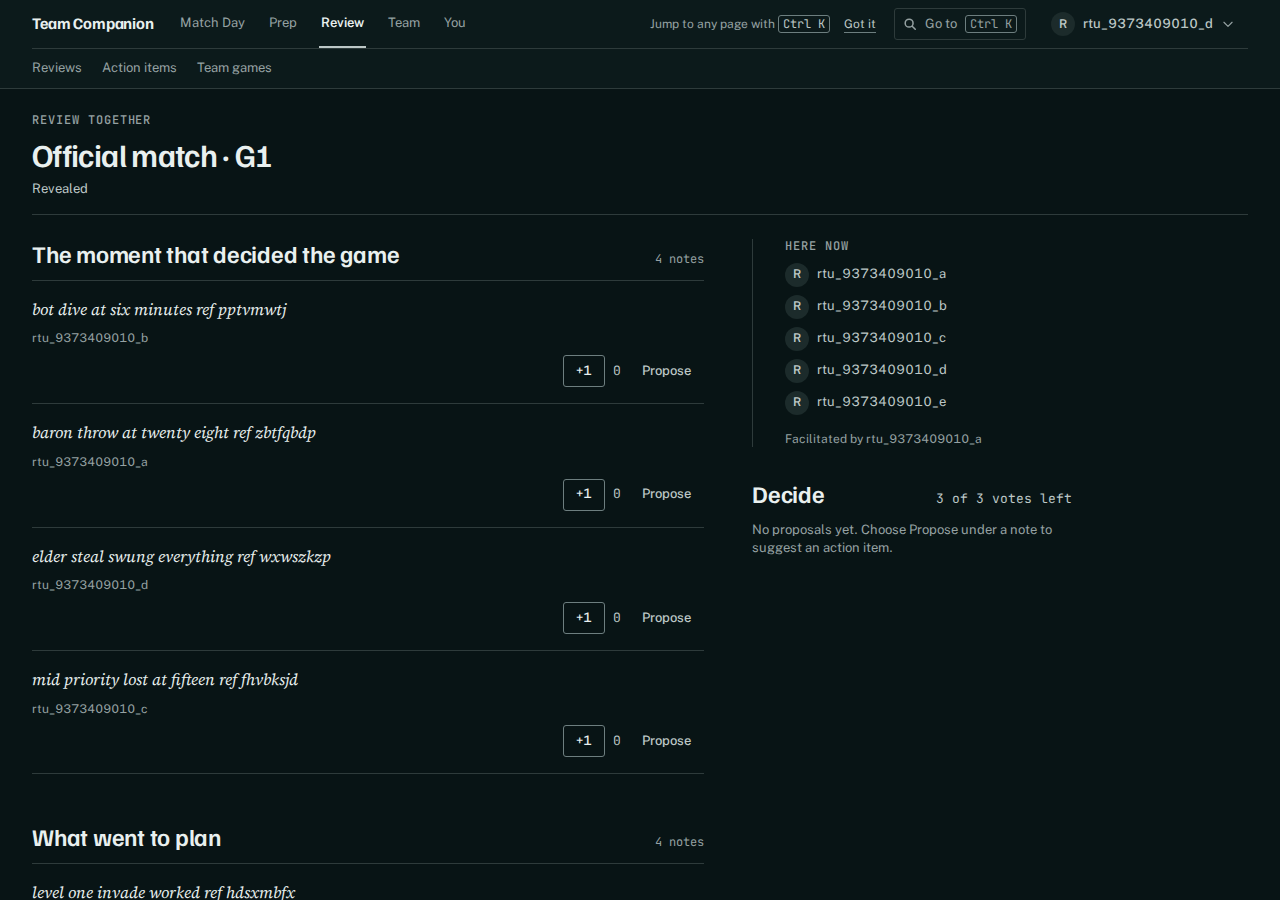 Team Companion Match Day Prep Review Team You Jump to any page with Ctrl K Got it Go to Ctrl K R rtu_9373409010_d
Reviews Action items Team games
REVIEW TOGETHER
Official match · G1
Revealed
The moment that decided the game 4 notes
bot dive at six minutes ref pptvmwtj
rtu_9373409010_b
+1 0 Propose
baron throw at twenty eight ref zbtfqbdp
rtu_9373409010_a
+1 0 Propose
elder steal swung everything ref wxwszkzp
rtu_9373409010_d
+1 0 Propose
mid priority lost at fifteen ref fhvbksjd
rtu_9373409010_c
+1 0 Propose
What went to plan 4 notes
level one invade worked ref hdsxmbfx
HERE NOW
R rtu_9373409010_a
R rtu_9373409010_b
R rtu_9373409010_c
R rtu_9373409010_d
R rtu_9373409010_e
Facilitated by rtu_9373409010_a
Decide 3 of 3 votes left
No proposals yet. Choose Propose under a note to
suggest an action item.